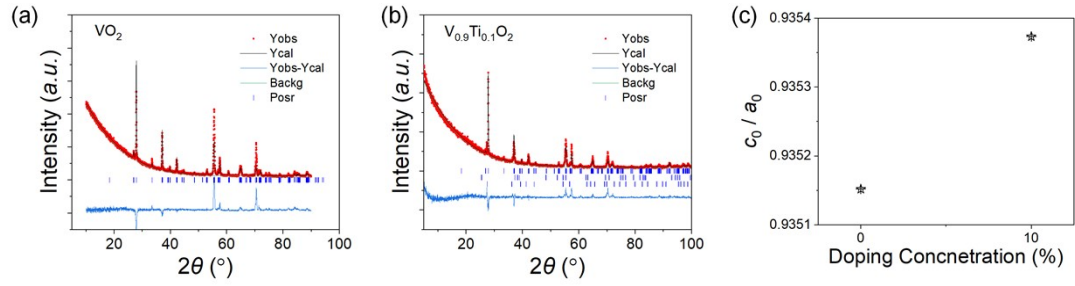 (a)
VO2
Intensity (a.u.)
Yobs
Ycal
Yobs-Ycal
Backg
Posr
20 40 60 80 100
2θ (°)
(b)
V0.9Ti0.1O2
Intensity (a.u.)
Yobs
Ycal
Yobs-Ycal
Backg
Posr
20 40 60 80 100
2θ (°)
(c)
0.9354
0.9353
0.9352
0.9351
c0 / a0
0 10
Doping Concnetration (%)